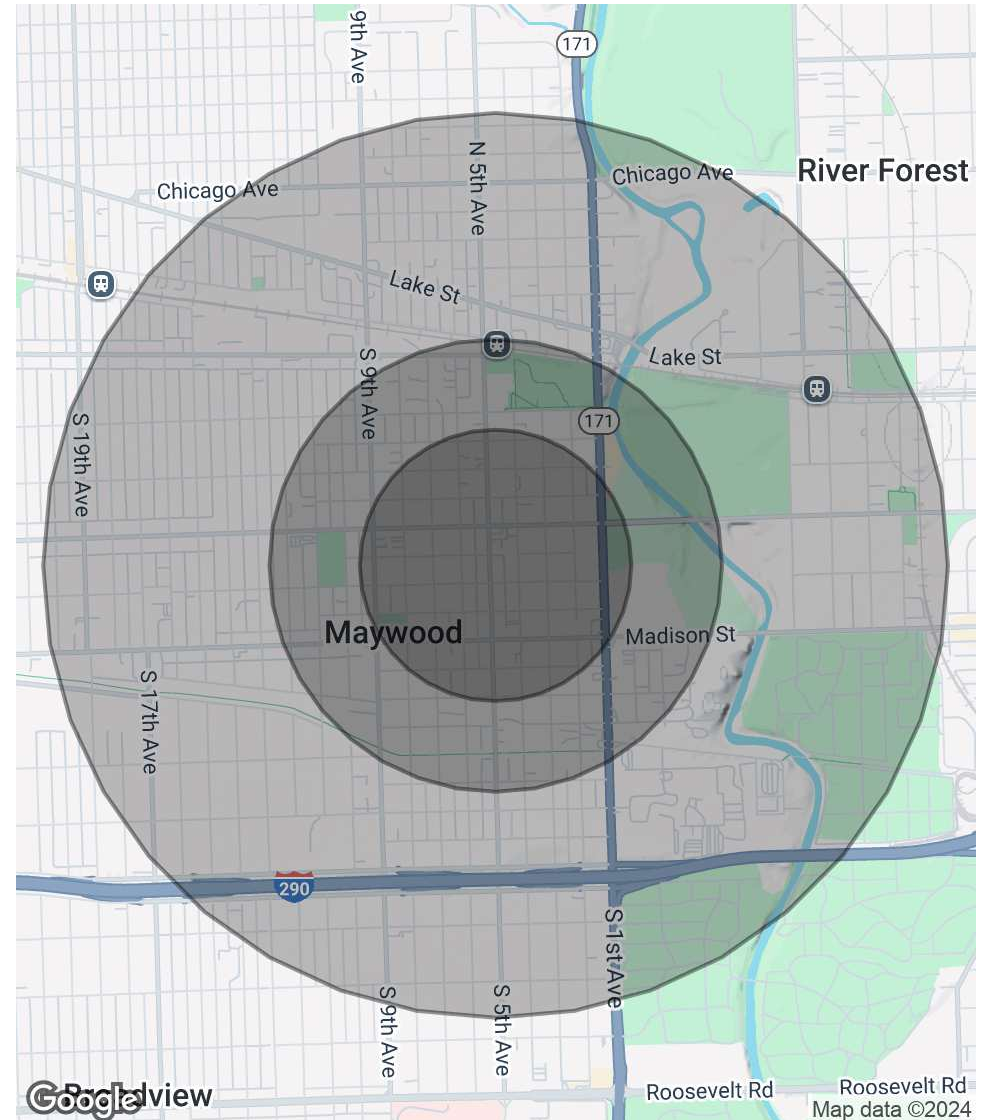 9th Ave
171
N 5th Ave
River Forest
Chicago Ave
Chicago Ave
Lake St
S 9th Ave
Lake St
S 19th Ave
171
Maywood
Madison St
S 17th Ave
290
S 1st Ave
S 9th Ave
S 5th Ave
Google
Broadview
Roosevelt Rd
Roosevelt Rd
Map data ©2024